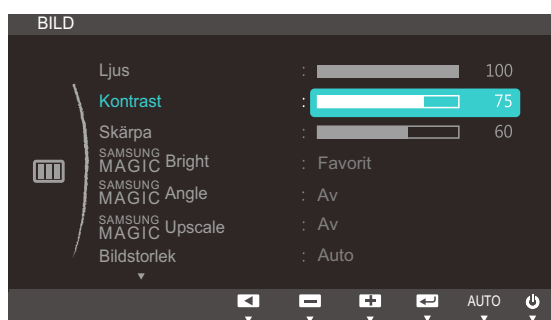 BILD
Ljus : 100
Kontrast : 75
Skärpa : 60
SAMSUNG MAGIC Bright : Favorit
SAMSUNG MAGIC Angle : Av
SAMSUNG MAGIC Upscale : Av
Bildstorlek : Auto
AUTO